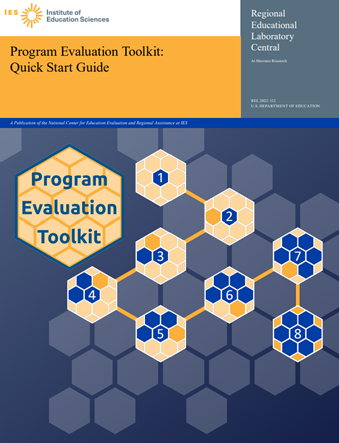 IES
Institute of
Education Sciences
Regional
Educational
Laboratory
Central
At Marzano Research
Program Evaluation Toolkit:
Quick Start Guide
REL 2021-112
U.S. DEPARTMENT OF EDUCATION
A Publication of the National Center for Education Evaluation and Regional Assistance at IES
Program
Evaluation
Toolkit
1
2
3
7
4
6
5
8